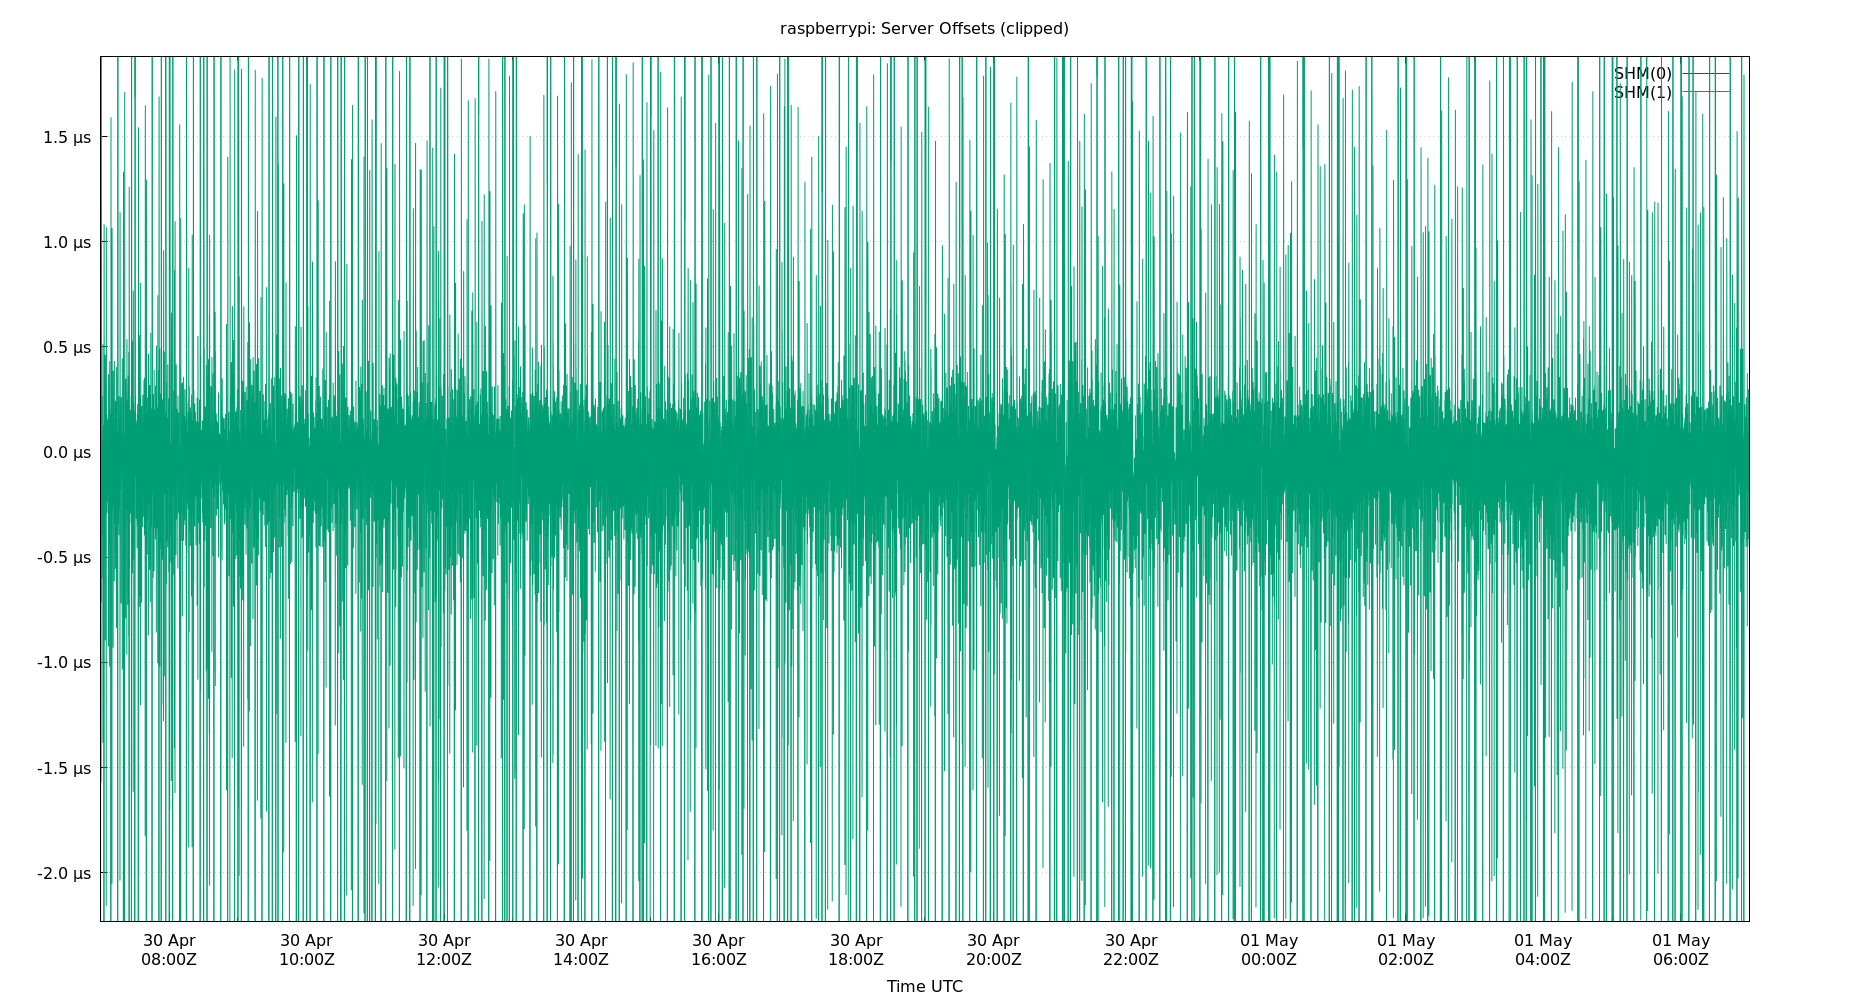 raspberrypi: Server Offsets (clipped)
SHM(0)
SHM(1)
1.5 µs
1.0 µs
0.5 µs
0.0 µs
-0.5 µs
-1.0 µs
-1.5 µs
-2.0 µs
30 Apr 30 Apr 30 Apr 30 Apr 30 Apr 30 Apr 30 Apr 30 Apr 01 May 01 May 01 May 01 May
08:00Z 10:00Z 12:00Z 14:00Z 16:00Z 18:00Z 20:00Z 22:00Z 00:00Z 02:00Z 04:00Z 06:00Z
Time UTC